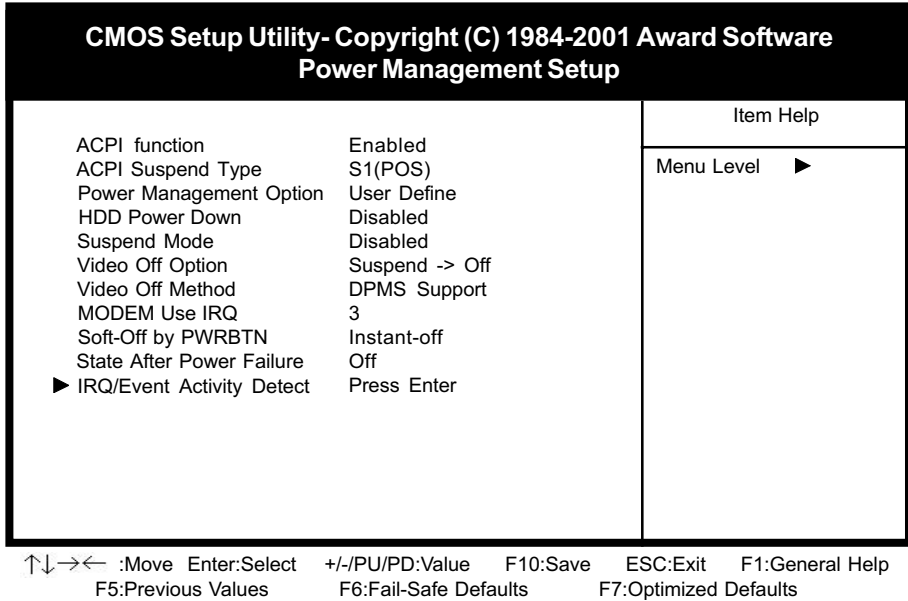 CMOS Setup Utility- Copyright (C) 1984-2001 Award Software
Power Management Setup
Item Help
ACPI function Enabled
ACPI Suspend Type S1(POS)
Menu Level ▶
Power Management Option User Define
HDD Power Down Disabled
Suspend Mode Disabled
Video Off Option Suspend -> Off
Video Off Method DPMS Support
MODEM Use IRQ 3
Soft-Off by PWRBTN Instant-off
State After Power Failure Off
▶ IRQ/Event Activity Detect Press Enter
↑↓→← :Move Enter:Select +/-/PU/PD:Value F10:Save ESC:Exit F1:General Help
F5:Previous Values F6:Fail-Safe Defaults F7:Optimized Defaults